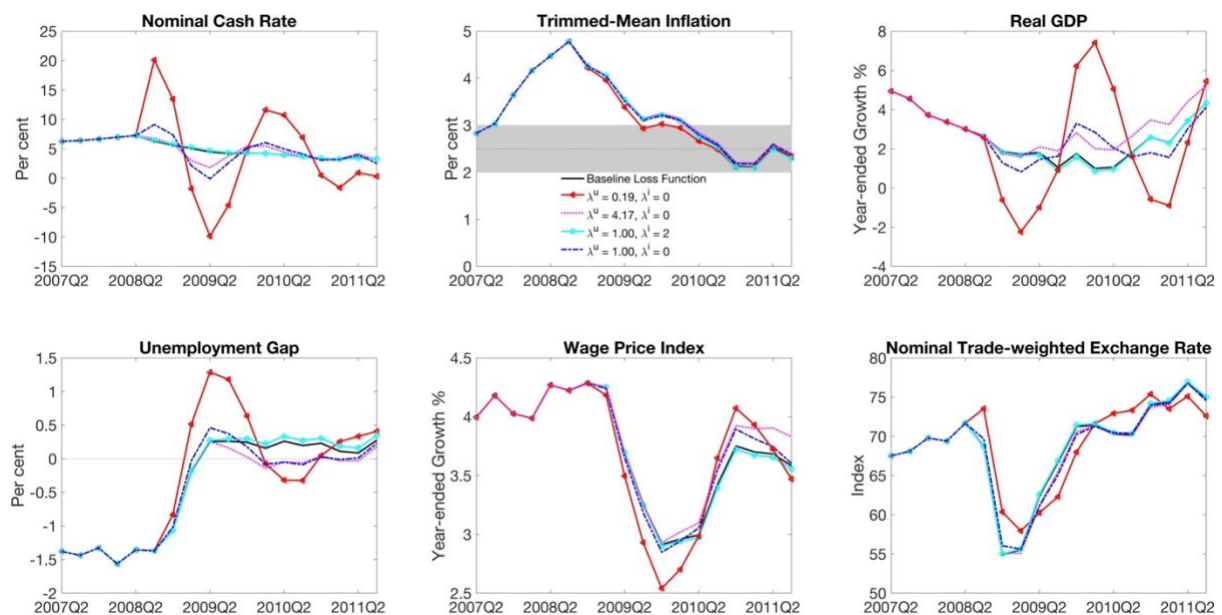 Nominal Cash Rate
Per cent
25
20
15
10
5
0
-5
-10
-15
2007Q2 2008Q2 2009Q2 2010Q2 2011Q2
Trimmed-Mean Inflation
Per cent
5
4
3
2
1
0
Baseline Loss Function
λᵘ = 0.19, λⁱ = 0
λᵘ = 4.17, λⁱ = 0
λᵘ = 1.00, λⁱ = 2
λᵘ = 1.00, λⁱ = 0
2007Q2 2008Q2 2009Q2 2010Q2 2011Q2
Real GDP
Year-ended Growth %
8
6
4
2
0
-2
-4
2007Q2 2008Q2 2009Q2 2010Q2 2011Q2
Unemployment Gap
Per cent
1.5
1
0.5
0
-0.5
-1
-1.5
-2
2007Q2 2008Q2 2009Q2 2010Q2 2011Q2
Wage Price Index
Year-ended Growth %
4.5
4
3.5
3
2.5
2007Q2 2008Q2 2009Q2 2010Q2 2011Q2
Nominal Trade-weighted Exchange Rate
Index
80
75
70
65
60
55
50
2007Q2 2008Q2 2009Q2 2010Q2 2011Q2